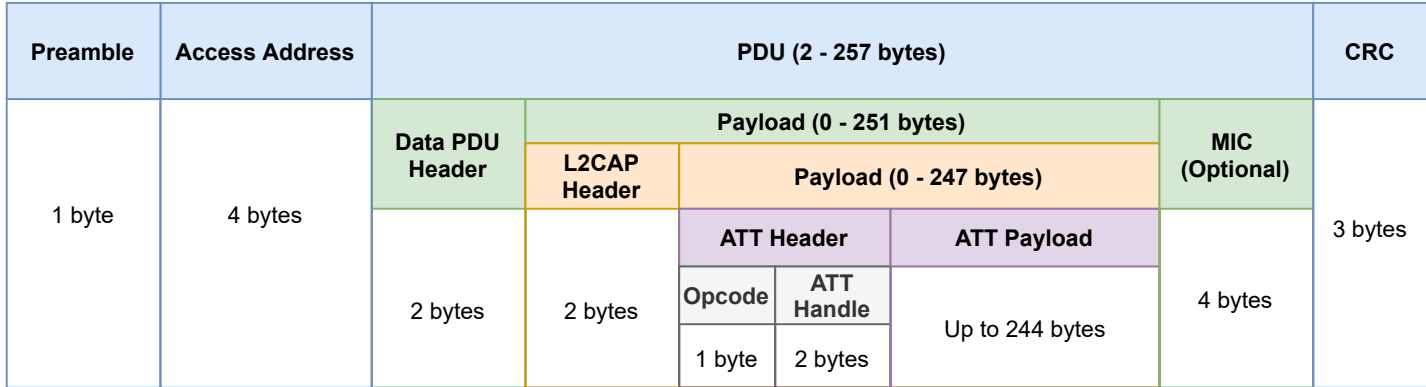 Preamble
Access Address
PDU (2 - 257 bytes)
CRC
1 byte
4 bytes
Data PDU
Header
Payload (0 - 251 bytes)
MIC
(Optional)
3 bytes
L2CAP
Header
Payload (0 - 247 bytes)
2 bytes
2 bytes
ATT Header
ATT Payload
4 bytes
Opcode
ATT
Handle
Up to 244 bytes
1 byte
2 bytes